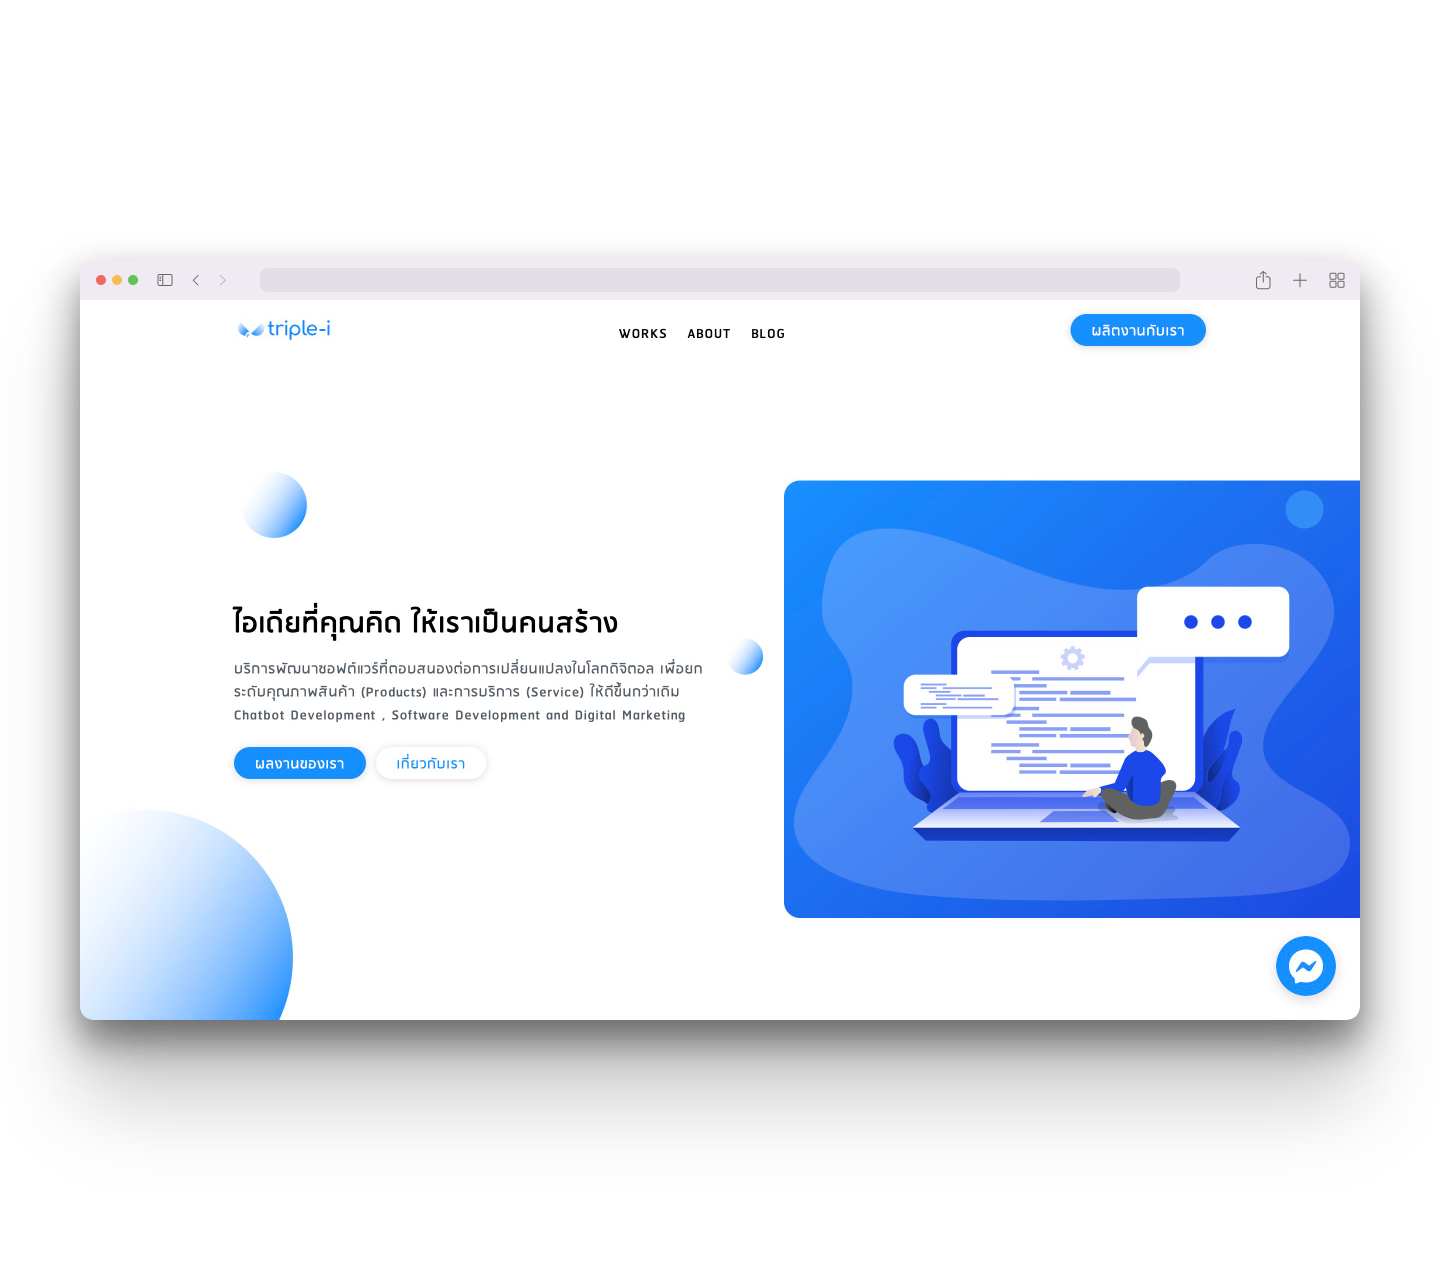 triple-i
WORKS ABOUT BLOG
ผลิตงานกับเรา
ไอเดียที่คุณคิด ให้เราเป็นคนสร้าง
บริการพัฒนาซอฟต์แวร์ที่ตอบสนองต่อการเปลี่ยนแปลงในโลกดิจิตอล เพื่อยก
ระดับคุณภาพสินค้า (Products) และการบริการ (Service) ให้ดีขึ้นกว่าเดิม
Chatbot Development , Software Development and Digital Marketing
ผลงานของเรา
เกี่ยวกับเรา